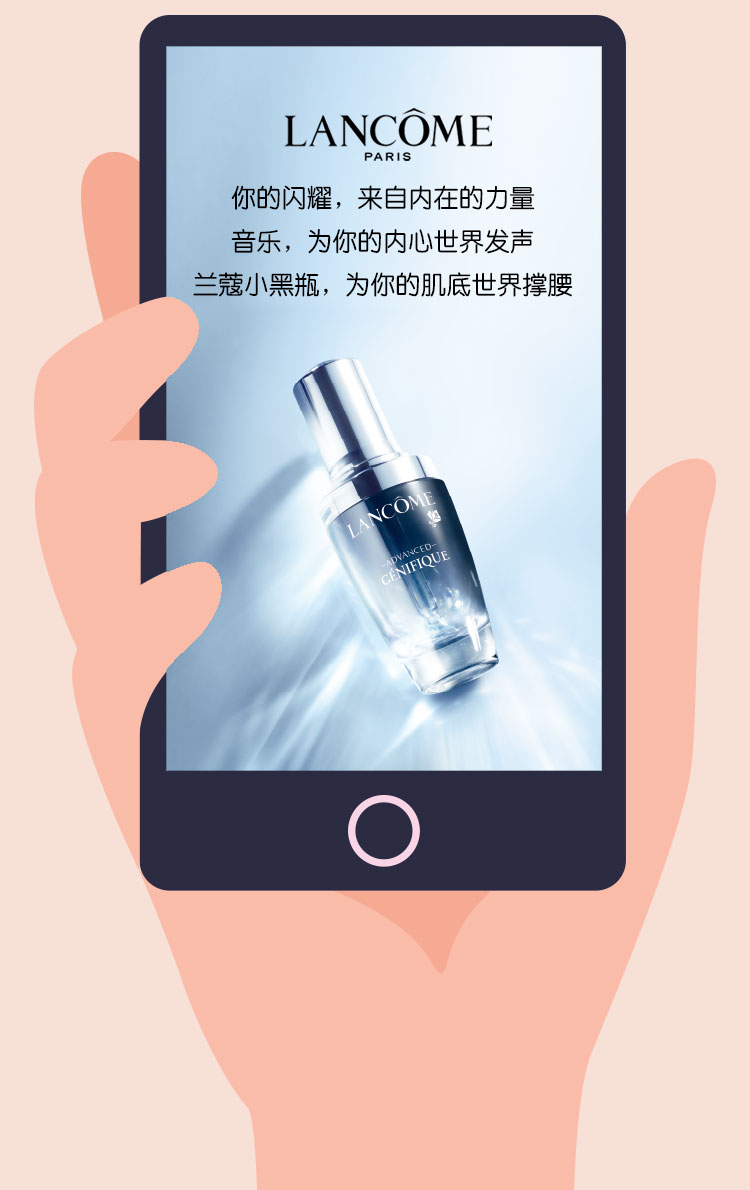 LANCÔME
PARIS
你的闪耀，来自内在的力量
音乐，为你的内心世界发声
兰蔻小黑瓶，为你的肌底世界撑腰
LANCÔME
ADVANCED
GÉNIFIQUE